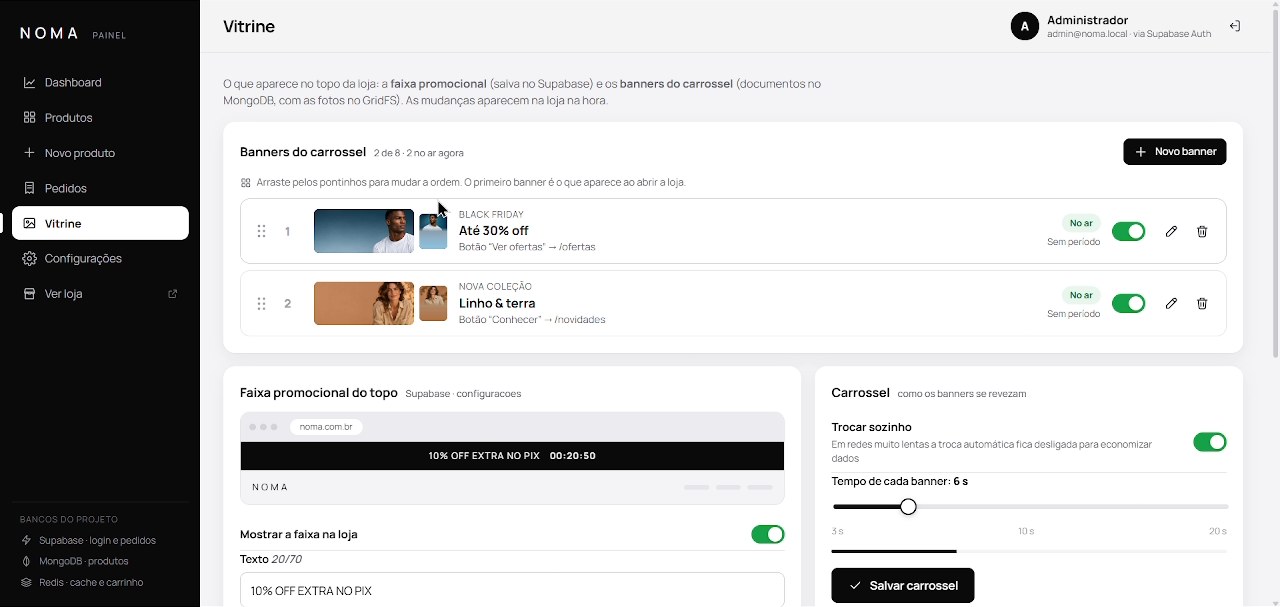 NOMA PAINEL
Dashboard
Produtos
Novo produto
Pedidos
Vitrine
Configurações
Ver loja
BANCOS DO PROJETO
Supabase · login e pedidos
MongoDB · produtos
Redis · cache e carrinho
Vitrine
A
Administrador
admin@noma.local · via Supabase Auth
O que aparece no topo da loja: a faixa promocional (salva no Supabase) e os banners do carrossel (documentos no
MongoDB, com as fotos no GridFS). As mudanças aparecem na loja na hora.
Banners do carrossel 2 de 8 · 2 no ar agora
Novo banner
Arraste pelos pontinhos para mudar a ordem. O primeiro banner é o que aparece ao abrir a loja.
1
BLACK FRIDAY
Até 30% off
Botão "Ver ofertas" → /ofertas
No ar
Sem período
2
NOVA COLEÇÃO
Linho & terra
Botão "Conhecer" → /novidades
No ar
Sem período
Faixa promocional do topo Supabase · configuracoes
noma.com.br
10% OFF EXTRA NO PIX 00:20:50
NOMA
Mostrar a faixa na loja
Texto 20/70
10% OFF EXTRA NO PIX
Carrossel como os banners se revezam
Trocar sozinho
Em redes muito lentas a troca automática fica desligada para economizar
dados
Tempo de cada banner: 6 s
3 s 10 s 20 s
Salvar carrossel